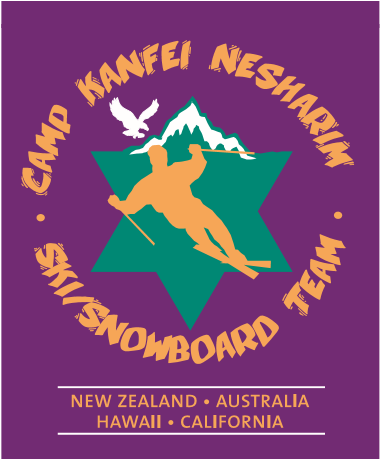 · CAMP KANFEI NESHARIM ·
SKI/SNOWBOARD TEAM
NEW ZEALAND • AUSTRALIA
HAWAII • CALIFORNIA